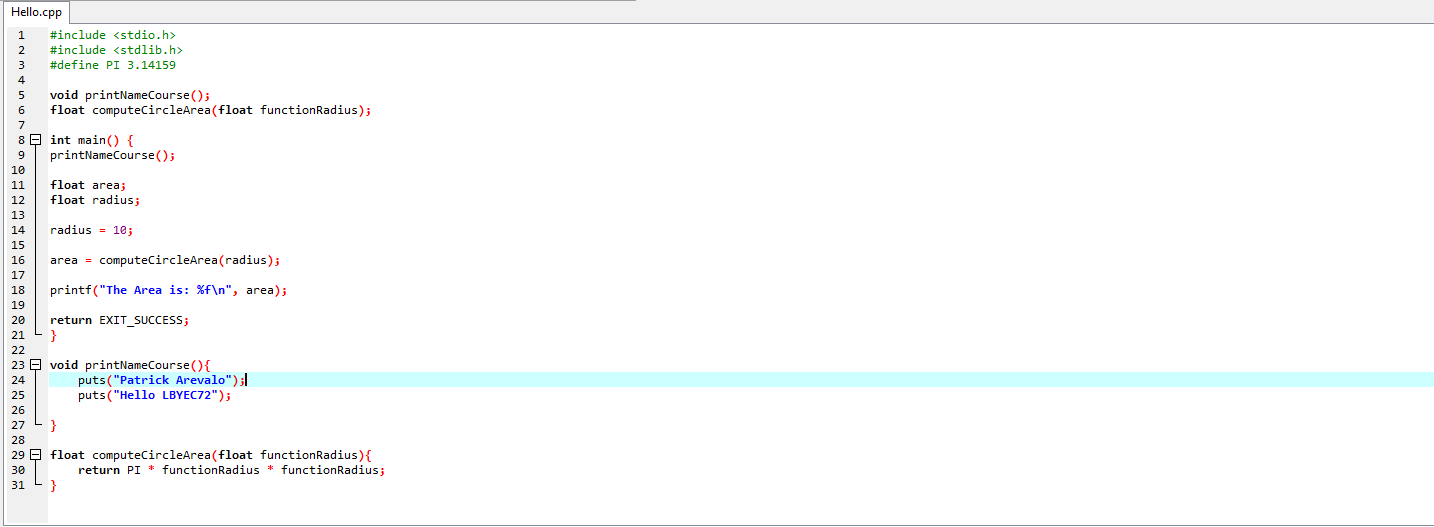 Hello.cpp
1 #include <stdio.h>
2 #include <stdlib.h>
3 #define PI 3.14159
4
5 void printNameCourse();
6 float computeCircleArea(float functionRadius);
7
8 int main() {
9 printNameCourse();
10
11 float area;
12 float radius;
13
14 radius = 10;
15
16 area = computeCircleArea(radius);
17
18 printf("The Area is: %f\n", area);
19
20 return EXIT_SUCCESS;
21 }
22
23 void printNameCourse(){
24     puts("Patrick Arevalo");
25     puts("Hello LBYEC72");
26
27 }
28
29 float computeCircleArea(float functionRadius){
30     return PI * functionRadius * functionRadius;
31 }